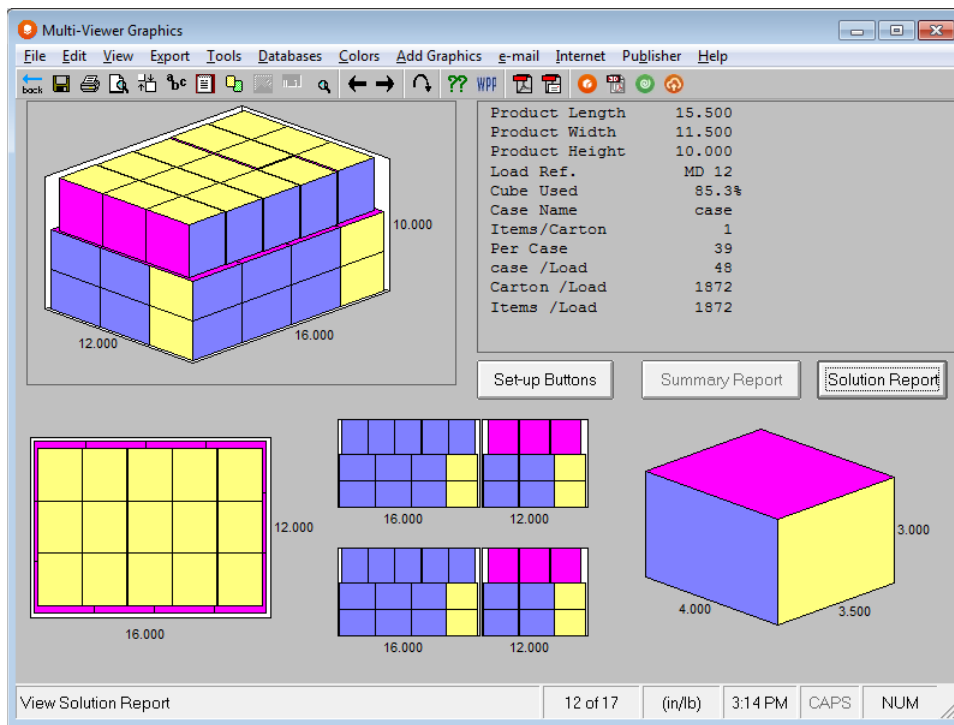 Multi-Viewer Graphics
File Edit View Export Tools Databases Colors Add Graphics e-mail Internet Publisher Help
back abc ?? WPP
Product Length 15.500
Product Width 11.500
Product Height 10.000
Load Ref. MD 12
Cube Used 85.3%
Case Name case
Items/Carton 1
Per Case 39
case /Load 48
Carton /Load 1872
Items /Load 1872
10.000
12.000
16.000
Set-up Buttons Summary Report Solution Report
12.000
16.000
16.000 12.000
16.000 12.000
3.000
4.000
3.500
View Solution Report 12 of 17 (in/lb) 3:14 PM CAPS NUM